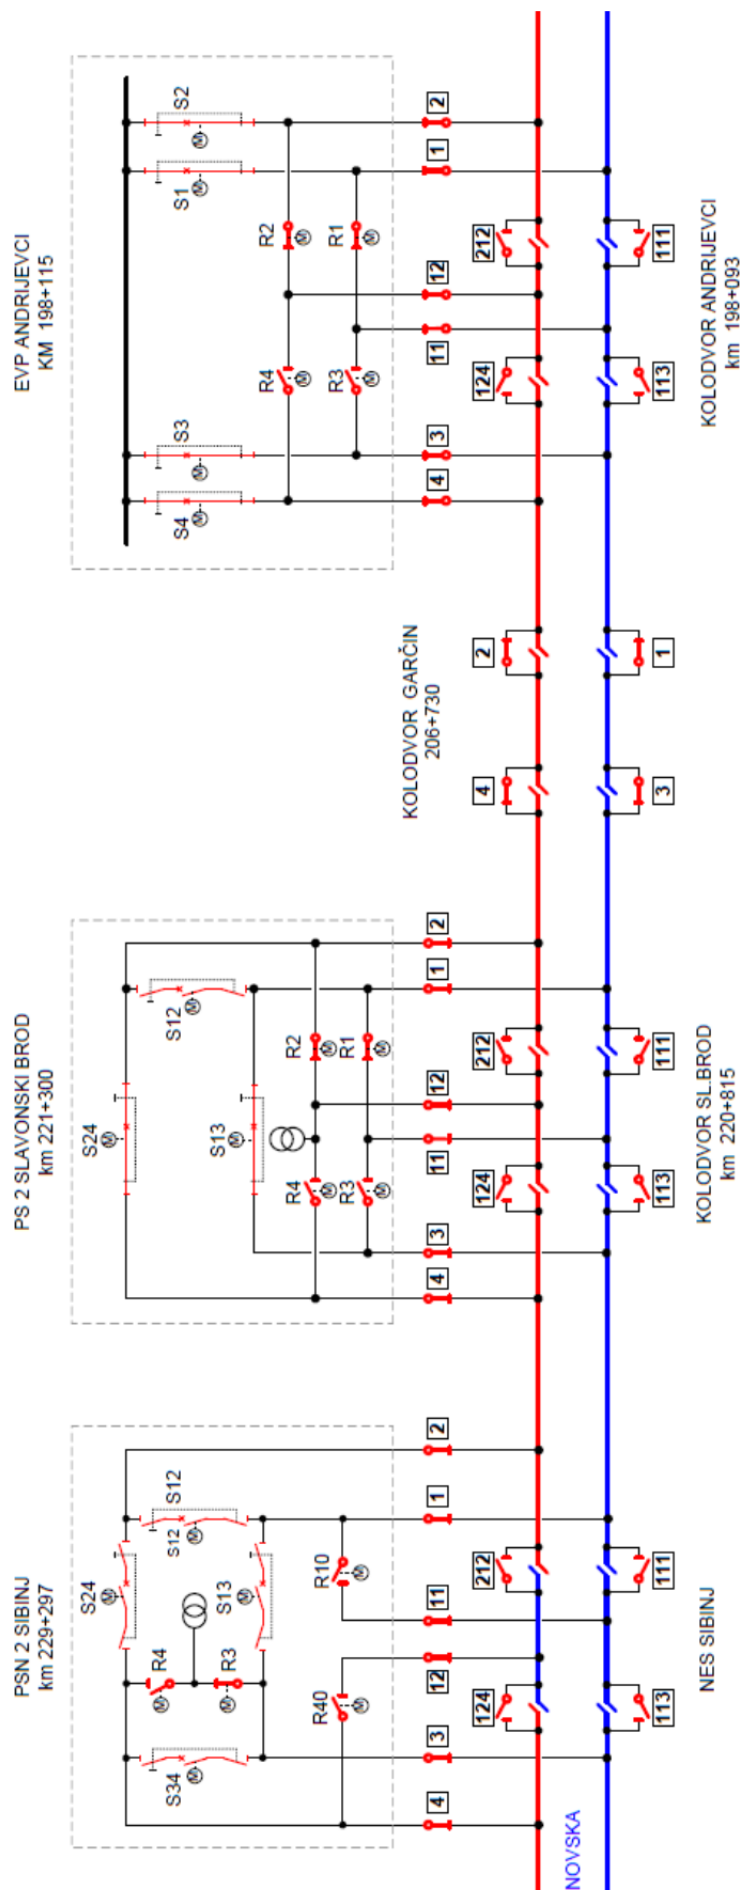 PSN 2 SIBINJ
km 229+297
S24
S12
S12
M
M
R4
S13
M
M
R3
M
S34
M
R10
M
R40
M
4
3
12
11
1
2
124
212
113
111
NES SIBINJ
NOVSKA
PS 2 SLAVONSKI BROD
km 221+300
S24
M
S12
M
S13
M
R4
M
R2
M
R3
M
R1
M
4
3
11
12
1
2
124
212
113
111
KOLODVOR SL.BROD
km 220+815
KOLODVOR GARČIN
206+730
4
2
3
1
EVP ANDRIJEVCI
KM 198+115
S4
M
S3
M
S1
M
S2
M
R4
M
R2
M
R3
M
R1
M
4
3
11
12
1
2
124
212
113
111
KOLODVOR ANDRIJEVCI
km 198+093